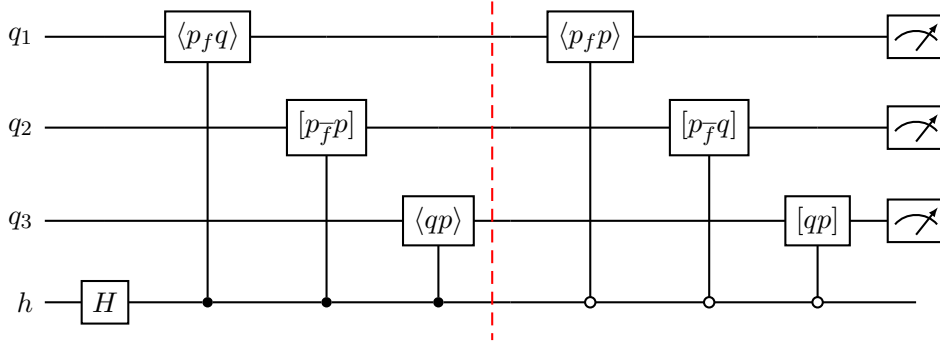 q₁ ⟨p_f q⟩ ⟨p_f p⟩
q₂ [p_f̅ p] [p_f̅ q]
q₃ ⟨qp⟩ [qp]
h H